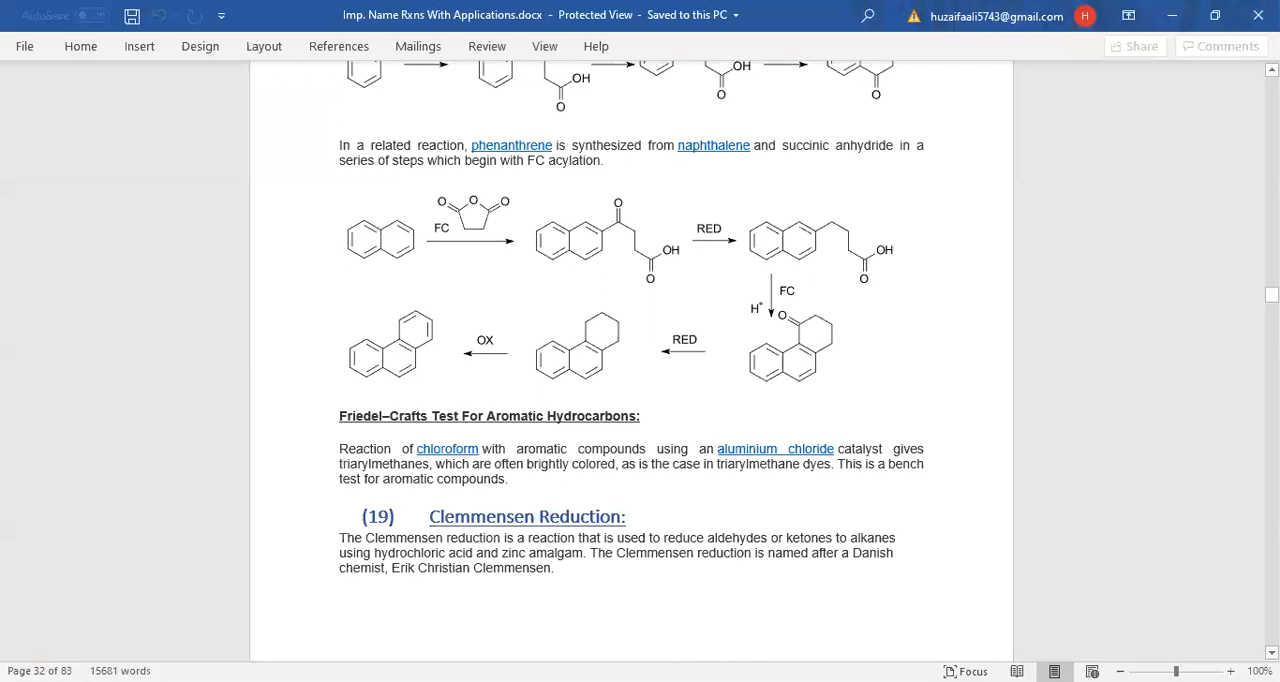 AutoSave Off
Imp. Name Rxns With Applications.docx - Protected View - Saved to this PC
huzaifaali5743@gmail.com H
File Home Insert Design Layout References Mailings Review View Help Share Comments
OH O
OH O
O
In a related reaction, phenanthrene is synthesized from naphthalene and succinic anhydride in a
series of steps which begin with FC acylation.
O O O
FC
O
OH
O
RED
OH
O
FC
H+
O
RED
OX
Friedel–Crafts Test For Aromatic Hydrocarbons:
Reaction of chloroform with aromatic compounds using an aluminium chloride catalyst gives
triarylmethanes, which are often brightly colored, as is the case in triarylmethane dyes. This is a bench
test for aromatic compounds.
(19) Clemmensen Reduction:
The Clemmensen reduction is a reaction that is used to reduce aldehydes or ketones to alkanes
using hydrochloric acid and zinc amalgam. The Clemmensen reduction is named after a Danish
chemist, Erik Christian Clemmensen.
Page 32 of 83 15681 words Focus 100%